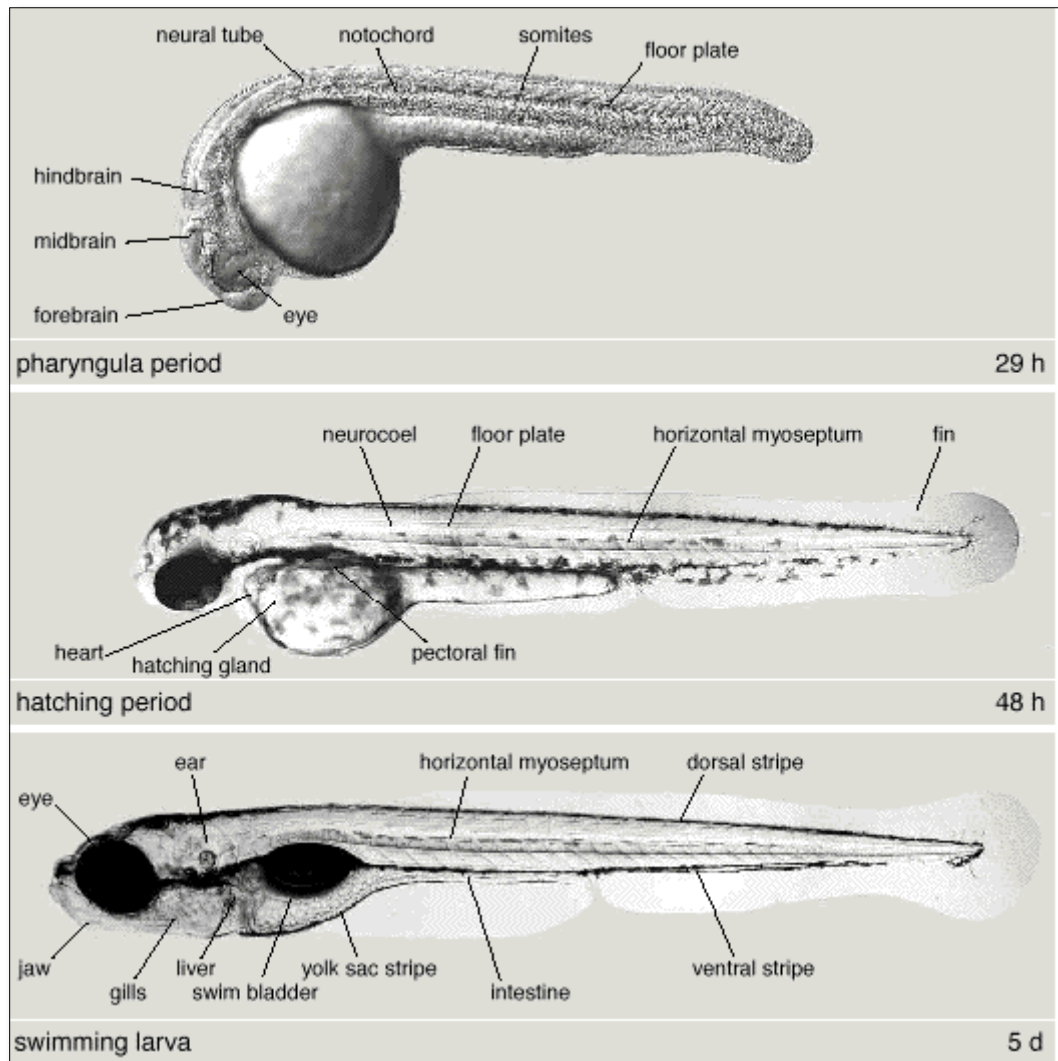 neural tube notochord somites floor plate
hindbrain
midbrain
forebrain eye
pharyngula period 29 h
neurocoel floor plate horizontal myoseptum fin
heart hatching gland pectoral fin
hatching period 48 h
ear horizontal myoseptum dorsal stripe
eye
jaw gills liver swim bladder yolk sac stripe intestine ventral stripe
swimming larva 5 d